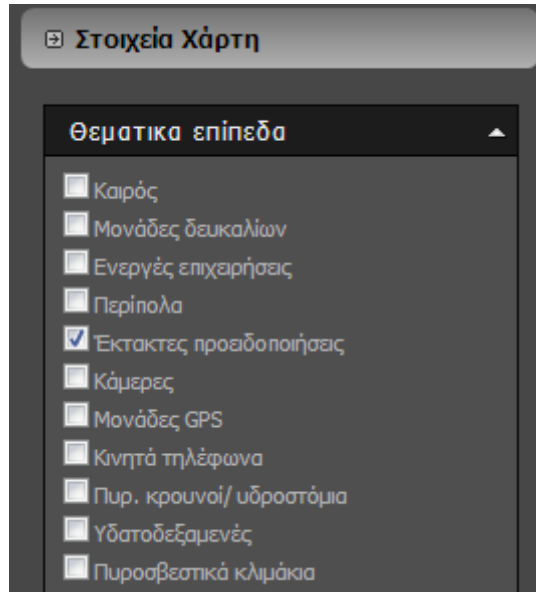 Στοιχεία Χάρτη
Θεματικα επίπεδα
Καιρός
Μονάδες δευκαλίων
Ενεργές επιχειρήσεις
Περίπολα
Έκτακτες προειδοποιήσεις
Κάμερες
Μονάδες GPS
Κινητά τηλέφωνα
Πυρ. κρουνοί/ υδροστόμια
Υδατοδεξαμενές
Πυροσβεστικά κλιμάκια